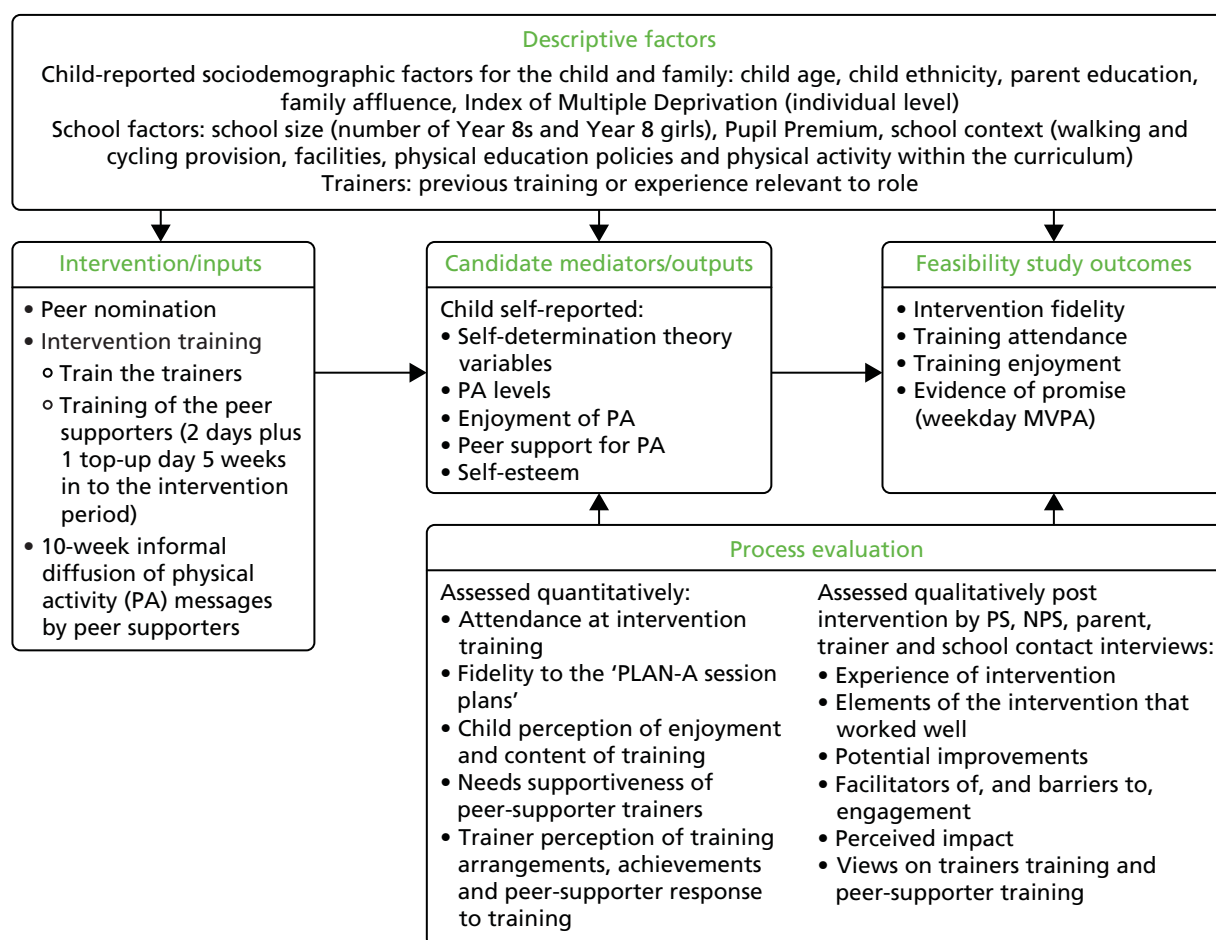 Descriptive factors
Child-reported sociodemographic factors for the child and family: child age, child ethnicity, parent education,
family affluence, Index of Multiple Deprivation (individual level)
School factors: school size (number of Year 8s and Year 8 girls), Pupil Premium, school context (walking and
cycling provision, facilities, physical education policies and physical activity within the curriculum)
Trainers: previous training or experience relevant to role
Intervention/inputs
• Peer nomination
• Intervention training
o Train the trainers
o Training of the peer
supporters (2 days plus
1 top-up day 5 weeks
in to the intervention
period)
• 10-week informal
diffusion of physical
activity (PA) messages
by peer supporters
Candidate mediators/outputs
Child self-reported:
• Self-determination theory
variables
• PA levels
• Enjoyment of PA
• Peer support for PA
• Self-esteem
Feasibility study outcomes
• Intervention fidelity
• Training attendance
• Training enjoyment
• Evidence of promise
(weekday MVPA)
Process evaluation
Assessed quantitatively:
• Attendance at intervention
training
• Fidelity to the ‘PLAN-A session
plans’
• Child perception of enjoyment
and content of training
• Needs supportiveness of
peer-supporter trainers
• Trainer perception of training
arrangements, achievements
and peer-supporter response
to training
Assessed qualitatively post
intervention by PS, NPS, parent,
trainer and school contact interviews:
• Experience of intervention
• Elements of the intervention that
worked well
• Potential improvements
• Facilitators of, and barriers to,
engagement
• Perceived impact
• Views on trainers training and
peer-supporter training